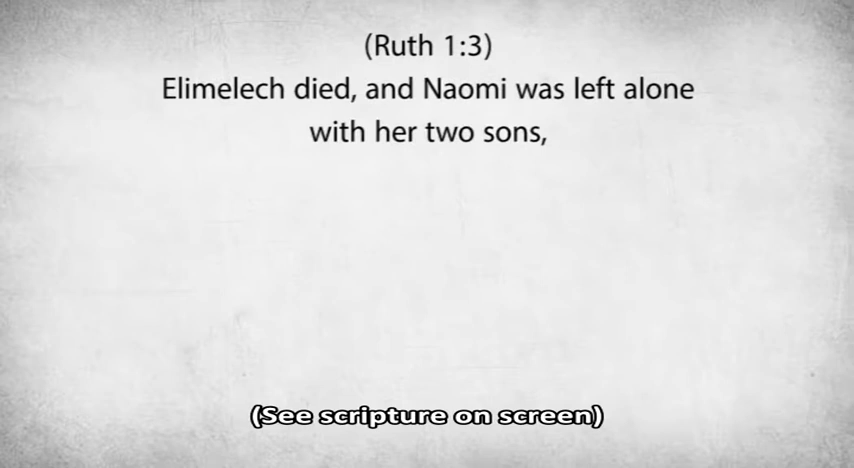 (Ruth 1:3)
Elimelech died, and Naomi was left alone
with her two sons,
(See scripture on screen)